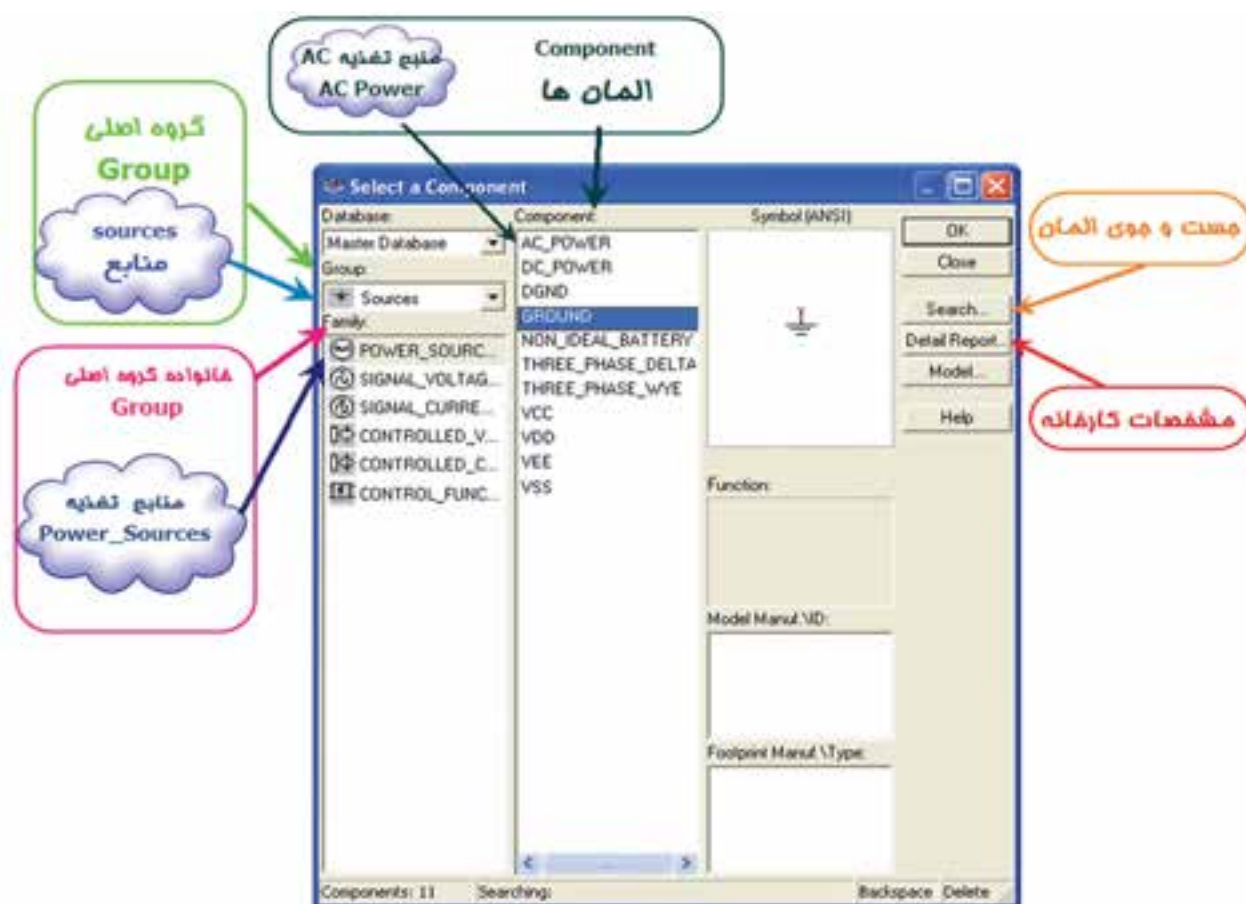 منبع تغذیه AC
AC Power
Component
المان ها
گروه اصلی
Group
sources
منابع
خانواده گروه اصلی
Group
منابع تغذیه
Power_Sources
Select a Component
Database:
Master Database
Group:
Sources
Family:
POWER_SOURC...
SIGNAL_VOLTAG...
SIGNAL_CURRE...
CONTROLLED_V...
CONTROLLED_C...
CONTROL_FUNC...
Component:
AC_POWER
DC_POWER
DGND
GROUND
NON_IDEAL_BATTERY
THREE_PHASE_DELTA
THREE_PHASE_WYE
VCC
VDD
VEE
VSS
Symbol (ANSI)
Function:
Model Manuf.\ID:
Footprint Manuf.\Type:
OK
Close
Search...
Detail Report...
Model...
Help
جست و جوی المان
مشخصات کارخانه
Components: 11
Searching:
Backspace
Delete